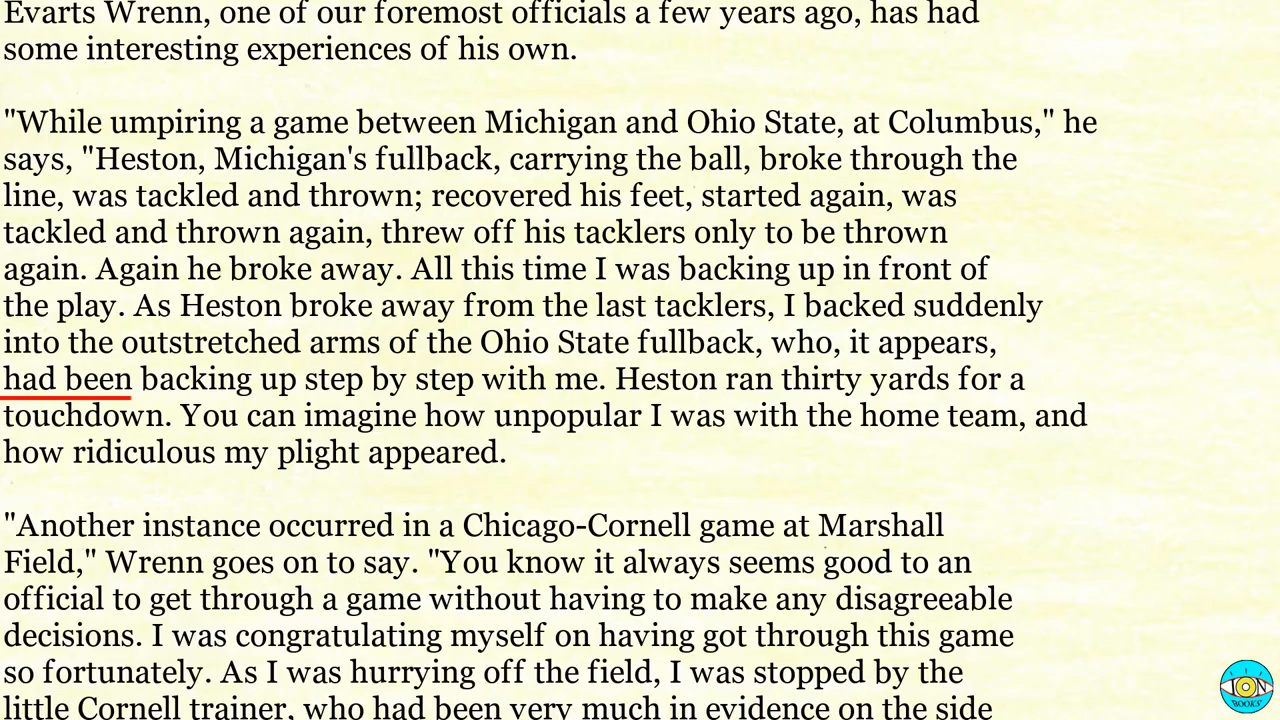 Evarts Wrenn, one of our foremost officials a few years ago, has had
some interesting experiences of his own.
"While umpiring a game between Michigan and Ohio State, at Columbus," he
says, "Heston, Michigan's fullback, carrying the ball, broke through the
line, was tackled and thrown; recovered his feet, started again, was
tackled and thrown again, threw off his tacklers only to be thrown
again. Again he broke away. All this time I was backing up in front of
the play. As Heston broke away from the last tacklers, I backed suddenly
into the outstretched arms of the Ohio State fullback, who, it appears,
had been backing up step by step with me. Heston ran thirty yards for a
touchdown. You can imagine how unpopular I was with the home team, and
how ridiculous my plight appeared.
"Another instance occurred in a Chicago-Cornell game at Marshall
Field," Wrenn goes on to say. "You know it always seems good to an
official to get through a game without having to make any disagreeable
decisions. I was congratulating myself on having got through this game
so fortunately. As I was hurrying off the field, I was stopped by the
little Cornell trainer, who had been very much in evidence on the side
ION
BOOKS